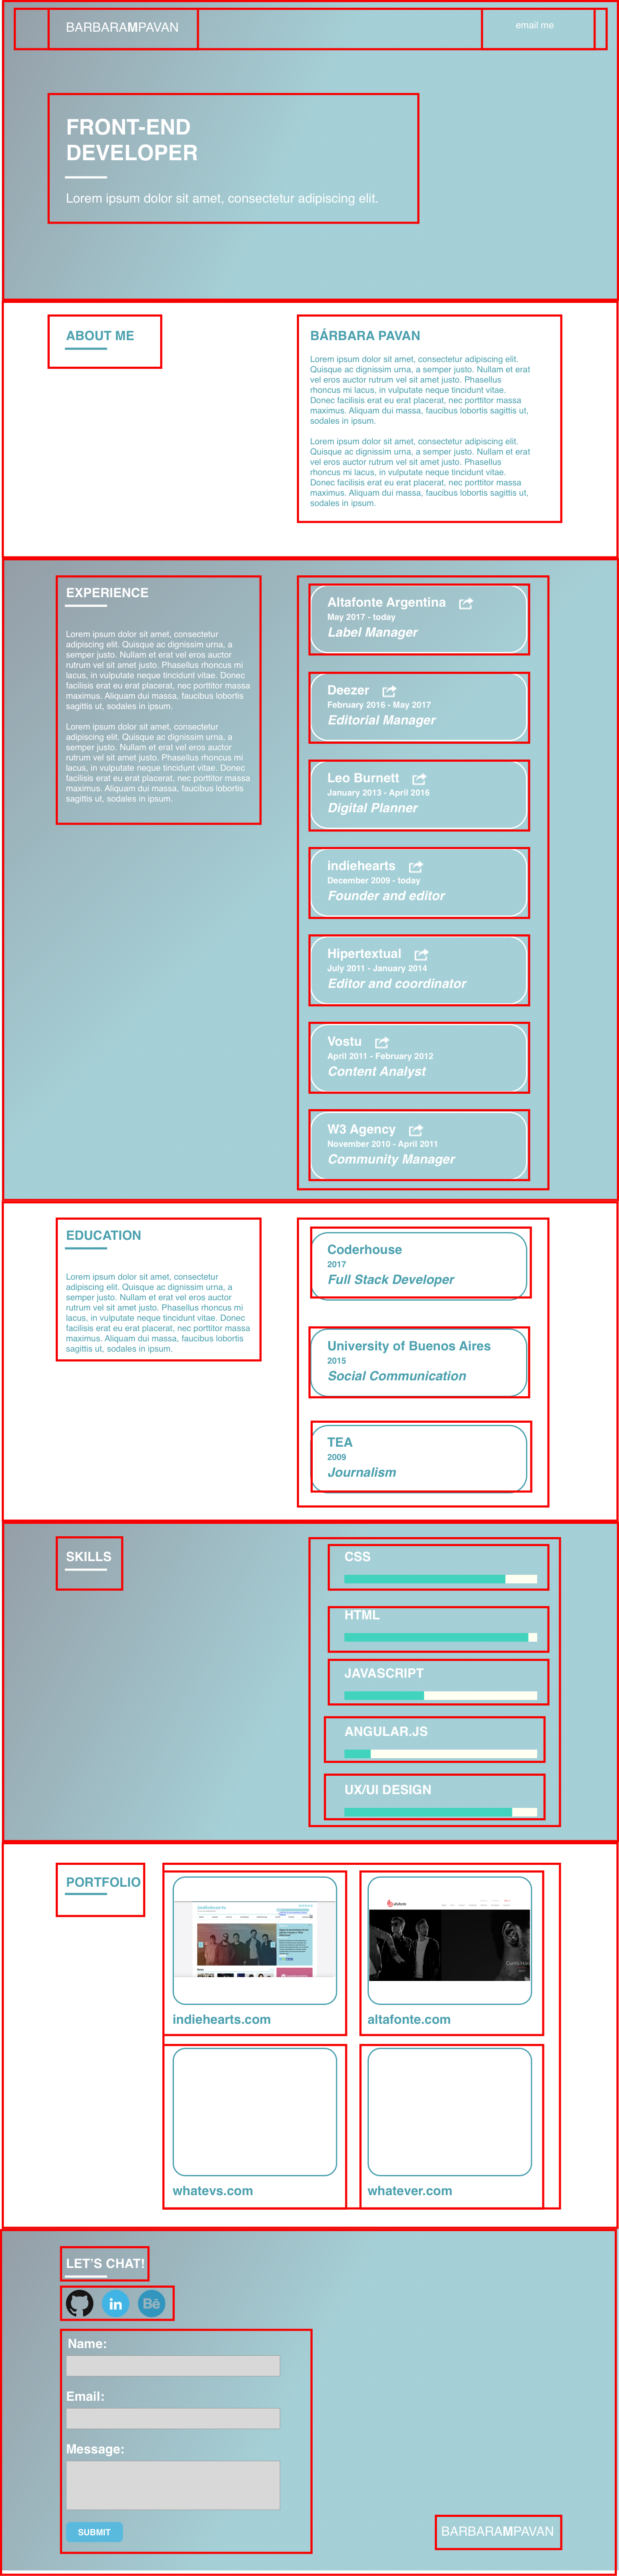 BARBARAMPAVAN
email me
FRONT-END
DEVELOPER
Lorem ipsum dolor sit amet, consectetur adipiscing elit.
ABOUT ME
BÁRBARA PAVAN
Lorem ipsum dolor sit amet, consectetur adipiscing elit.
Quisque ac dignissim urna, a semper justo. Nullam et erat
vel eros auctor rutrum vel sit amet justo. Phasellus
rhoncus mi lacus, in vulputate neque tincidunt vitae.
Donec facilisis erat eu erat placerat, nec porttitor massa
maximus. Aliquam dui massa, faucibus lobortis sagittis ut,
sodales in ipsum.
Lorem ipsum dolor sit amet, consectetur adipiscing elit.
Quisque ac dignissim urna, a semper justo. Nullam et erat
vel eros auctor rutrum vel sit amet justo. Phasellus
rhoncus mi lacus, in vulputate neque tincidunt vitae.
Donec facilisis erat eu erat placerat, nec porttitor massa
maximus. Aliquam dui massa, faucibus lobortis sagittis ut,
sodales in ipsum.
EXPERIENCE
Lorem ipsum dolor sit amet, consectetur
adipiscing elit. Quisque ac dignissim urna, a
semper justo. Nullam et erat vel eros auctor
rutrum vel sit amet justo. Phasellus rhoncus mi
lacus, in vulputate neque tincidunt vitae. Donec
facilisis erat eu erat placerat, nec porttitor massa
maximus. Aliquam dui massa, faucibus lobortis
sagittis ut, sodales in ipsum.
Lorem ipsum dolor sit amet, consectetur
adipiscing elit. Quisque ac dignissim urna, a
semper justo. Nullam et erat vel eros auctor
rutrum vel sit amet justo. Phasellus rhoncus mi
lacus, in vulputate neque tincidunt vitae. Donec
facilisis erat eu erat placerat, nec porttitor massa
maximus. Aliquam dui massa, faucibus lobortis
sagittis ut, sodales in ipsum.
Altafonte Argentina
May 2017 - today
Label Manager
Deezer
February 2016 - May 2017
Editorial Manager
Leo Burnett
January 2013 - April 2016
Digital Planner
indiehearts
December 2009 - today
Founder and editor
Hipertextual
July 2011 - January 2014
Editor and coordinator
Vostu
April 2011 - February 2012
Content Analyst
W3 Agency
November 2010 - April 2011
Community Manager
EDUCATION
Lorem ipsum dolor sit amet, consectetur
adipiscing elit. Quisque ac dignissim urna, a
semper justo. Nullam et erat vel eros auctor
rutrum vel sit amet justo. Phasellus rhoncus mi
lacus, in vulputate neque tincidunt vitae. Donec
facilisis erat eu erat placerat, nec porttitor massa
maximus. Aliquam dui massa, faucibus lobortis
sagittis ut, sodales in ipsum.
Coderhouse
2017
Full Stack Developer
University of Buenos Aires
2015
Social Communication
TEA
2009
Journalism
SKILLS
CSS
HTML
JAVASCRIPT
ANGULAR.JS
UX/UI DESIGN
PORTFOLIO
indiehearts
altafonte
indiehearts.com
altafonte.com
whatevs.com
whatever.com
LET'S CHAT!
in
Bē
Name:
Email:
Message:
SUBMIT
BARBARAMPAVAN